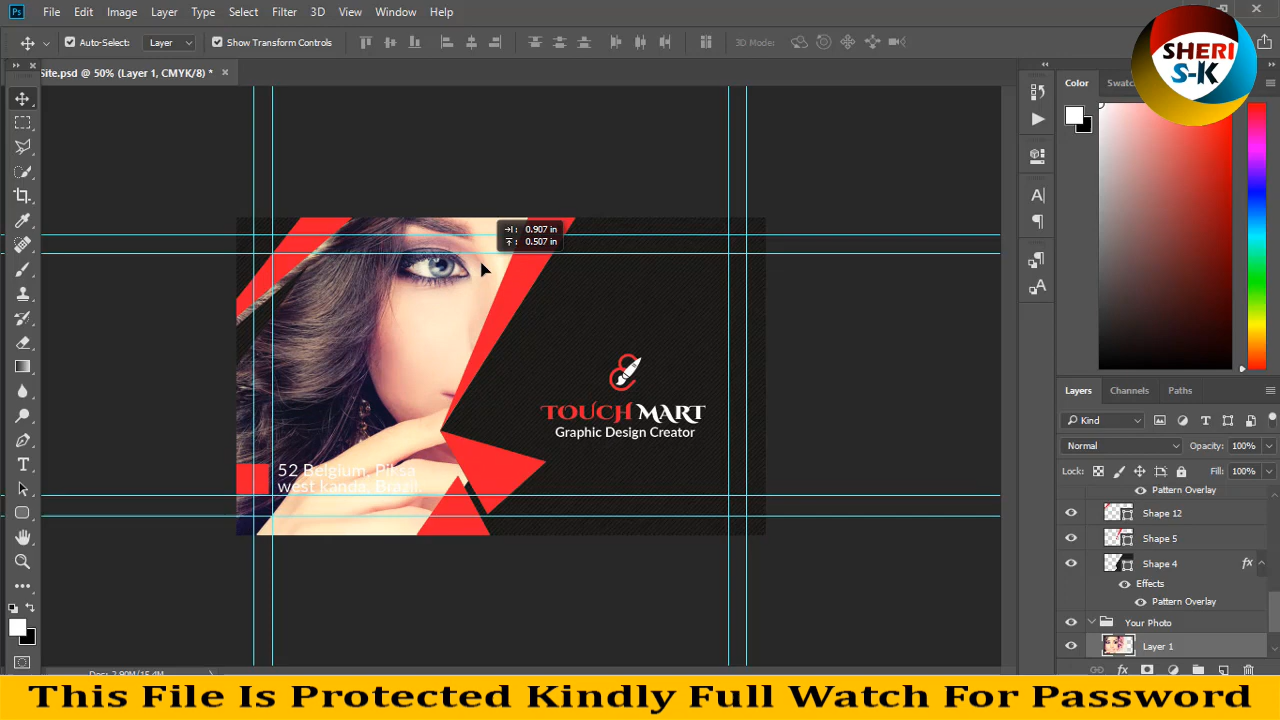 Ps File Edit Image Layer Type Select Filter 3D View Window Help
Auto-Select: Layer Show Transform Controls 3D Mode:
SHERI
S-K
Site.psd @ 50% (Layer 1, CMYK/8) *
Color
0.907 in
0.507 in
TOUCH MART
Graphic Design Creator
west kanda, Brazil.
Layers Channels Paths
Kind
Normal Opacity: 100%
Lock: Fill: 100%
Pattern Overlay
Shape 12
Shape 5
Shape 4 fx
Effects
Pattern Overlay
Your Photo
Layer 1
This File Is Protected Kindly Full Watch For Password